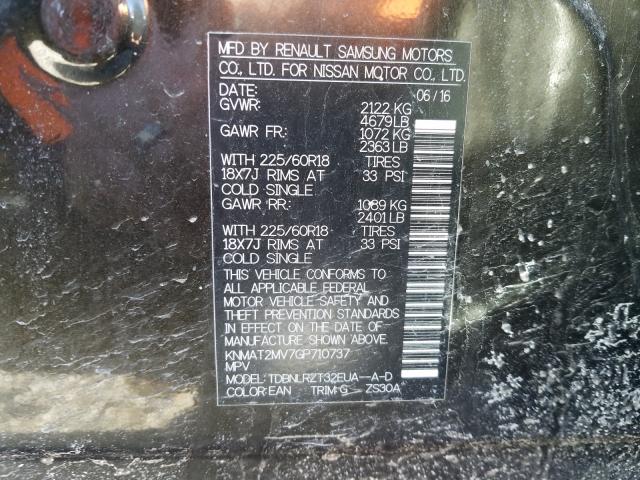 MFD BY RENAULT SAMSUNG MOTORS
CO., LTD. FOR NISSAN MOTOR CO., LTD.
DATE: 06/16
GVWR: 2122 KG
4679LB
GAWR FR: 1072 KG
2363 LB
WITH 225/60R18 TIRES
18X7J RIMS AT 33 PSI
COLD SINGLE
GAWR RR: 1089 KG
2401 LB
WITH 225/60R18 TIRES
18X7J RIMS AT 33 PSI
COLD SINGLE
THIS VEHICLE CONFORMS TO
ALL APPLICABLE FEDERAL
MOTOR VEHICLE SAFETY AND
THEFT PREVENTION STANDARDS
IN EFFECT ON THE DATE OF
MANUFACTURE SHOWN ABOVE.
KNMAT2MV7GP710737
MPV
MODEL: TDBNLRZT32EUA--A-D
COLOR: EAN TRIM: G ZS30A